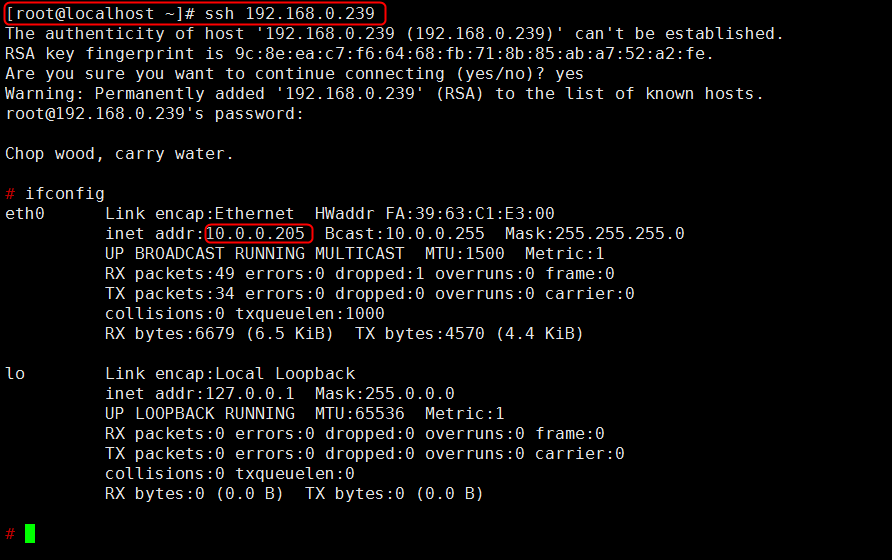 [root@localhost ~]# ssh 192.168.0.239
The authenticity of host '192.168.0.239 (192.168.0.239)' can't be established.
RSA key fingerprint is 9c:8e:ea:c7:f6:64:68:fb:71:8b:85:ab:a7:52:a2:fe.
Are you sure you want to continue connecting (yes/no)? yes
Warning: Permanently added '192.168.0.239' (RSA) to the list of known hosts.
root@192.168.0.239's password:
Chop wood, carry water.
# ifconfig
eth0      Link encap:Ethernet  HWaddr FA:39:63:C1:E3:00
          inet addr:10.0.0.205  Bcast:10.0.0.255  Mask:255.255.255.0
          UP BROADCAST RUNNING MULTICAST  MTU:1500  Metric:1
          RX packets:49 errors:0 dropped:1 overruns:0 frame:0
          TX packets:34 errors:0 dropped:0 overruns:0 carrier:0
          collisions:0 txqueuelen:1000
          RX bytes:6679 (6.5 KiB)  TX bytes:4570 (4.4 KiB)
lo        Link encap:Local Loopback
          inet addr:127.0.0.1  Mask:255.0.0.0
          UP LOOPBACK RUNNING  MTU:65536  Metric:1
          RX packets:0 errors:0 dropped:0 overruns:0 frame:0
          TX packets:0 errors:0 dropped:0 overruns:0 carrier:0
          collisions:0 txqueuelen:0
          RX bytes:0 (0.0 B)  TX bytes:0 (0.0 B)
#